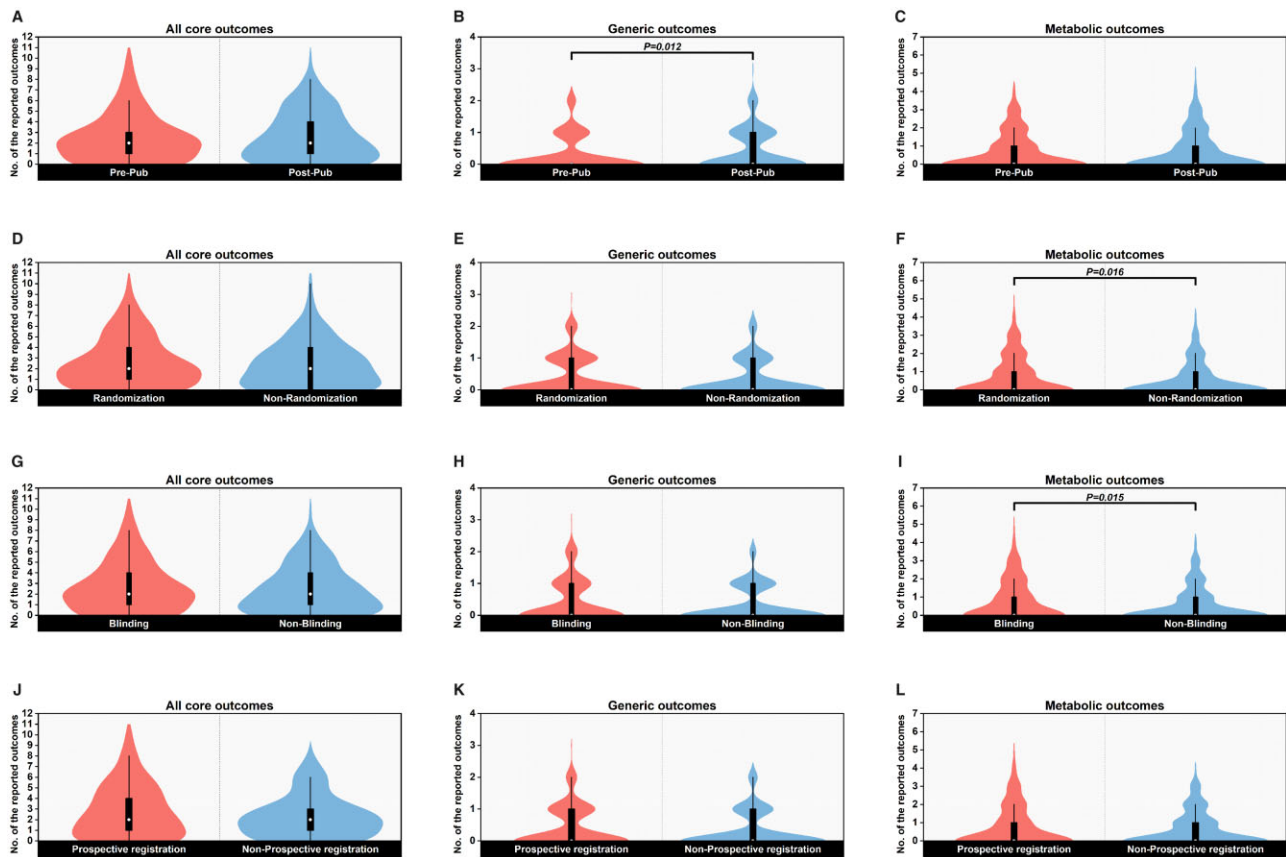 A
All core outcomes
No. of the reported outcomes
12
11
10
9
8
7
6
5
4
3
2
1
0
Pre-Pub
Post-Pub
B
Generic outcomes
No. of the reported outcomes
4
3
2
1
0
P=0.012
Pre-Pub
Post-Pub
C
Metabolic outcomes
No. of the reported outcomes
7
6
5
4
3
2
1
0
Pre-Pub
Post-Pub
D
All core outcomes
No. of the reported outcomes
12
11
10
9
8
7
6
5
4
3
2
1
0
Randomization
Non-Randomization
E
Generic outcomes
No. of the reported outcomes
4
3
2
1
0
Randomization
Non-Randomization
F
Metabolic outcomes
No. of the reported outcomes
7
6
5
4
3
2
1
0
P=0.016
Randomization
Non-Randomization
G
All core outcomes
No. of the reported outcomes
12
11
10
9
8
7
6
5
4
3
2
1
0
Blinding
Non-Blinding
H
Generic outcomes
No. of the reported outcomes
4
3
2
1
0
Blinding
Non-Blinding
I
Metabolic outcomes
No. of the reported outcomes
7
6
5
4
3
2
1
0
P=0.015
Blinding
Non-Blinding
J
All core outcomes
No. of the reported outcomes
12
11
10
9
8
7
6
5
4
3
2
1
0
Prospective registration
Non-Prospective registration
K
Generic outcomes
No. of the reported outcomes
4
3
2
1
0
Prospective registration
Non-Prospective registration
L
Metabolic outcomes
No. of the reported outcomes
7
6
5
4
3
2
1
0
Prospective registration
Non-Prospective registration